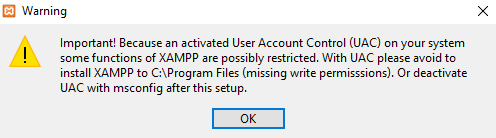 Warning
Important! Because an activated User Account Control (UAC) on your system
some functions of XAMPP are possibly restricted. With UAC please avoid to
install XAMPP to C:\Program Files (missing write permisssions). Or deactivate
UAC with msconfig after this setup.
OK